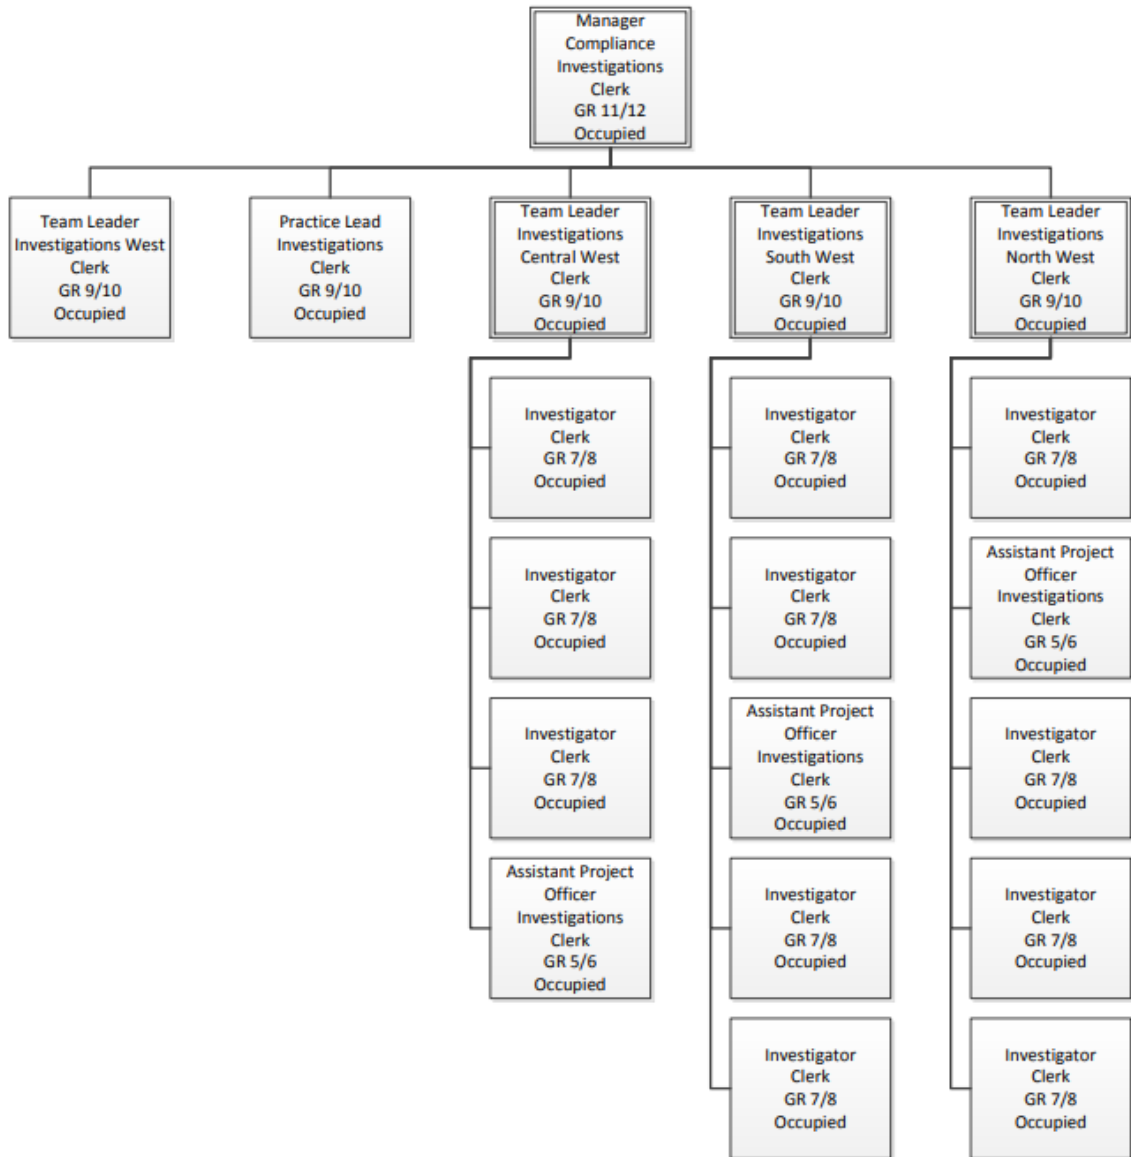 Manager
Compliance
Investigations
Clerk
GR 11/12
Occupied
Team Leader
Investigations West
Clerk
GR 9/10
Occupied
Practice Lead
Investigations
Clerk
GR 9/10
Occupied
Team Leader
Investigations
Central West
Clerk
GR 9/10
Occupied
Team Leader
Investigations
South West
Clerk
GR 9/10
Occupied
Team Leader
Investigations
North West
Clerk
GR 9/10
Occupied
Investigator
Clerk
GR 7/8
Occupied
Investigator
Clerk
GR 7/8
Occupied
Investigator
Clerk
GR 7/8
Occupied
Investigator
Clerk
GR 7/8
Occupied
Investigator
Clerk
GR 7/8
Occupied
Assistant Project
Officer
Investigations
Clerk
GR 5/6
Occupied
Investigator
Clerk
GR 7/8
Occupied
Assistant Project
Officer
Investigations
Clerk
GR 5/6
Occupied
Investigator
Clerk
GR 7/8
Occupied
Assistant Project
Officer
Investigations
Clerk
GR 5/6
Occupied
Investigator
Clerk
GR 7/8
Occupied
Investigator
Clerk
GR 7/8
Occupied
Investigator
Clerk
GR 7/8
Occupied
Investigator
Clerk
GR 7/8
Occupied